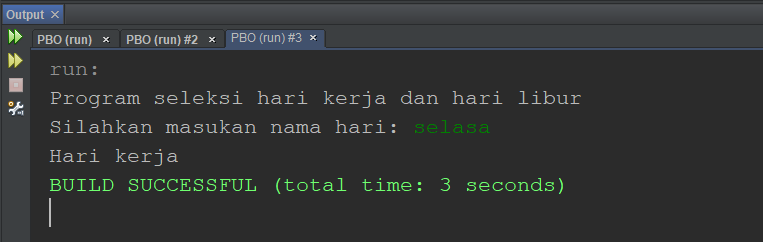 Output ×
PBO (run) × PBO (run) #2 × PBO (run) #3 ×
run:
Program seleksi hari kerja dan hari libur
Silahkan masukan nama hari: selasa
Hari kerja
BUILD SUCCESSFUL (total time: 3 seconds)